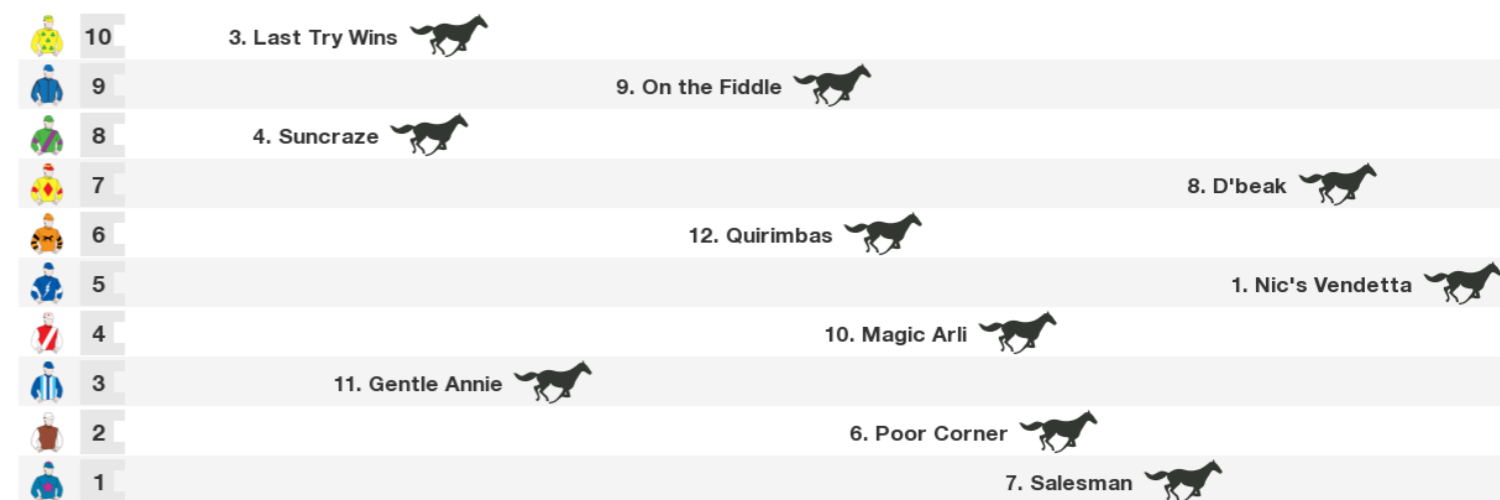 10 3. Last Try Wins
9 9. On the Fiddle
8 4. Suncraze
7 8. D'beak
6 12. Quirimbas
5 1. Nic's Vendetta
4 10. Magic Arli
3 11. Gentle Annie
2 6. Poor Corner
1 7. Salesman